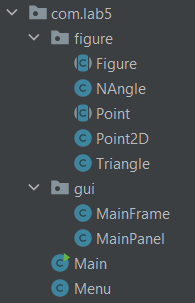 com.lab5
figure
Figure
NAngle
Point
Point2D
Triangle
gui
MainFrame
MainPanel
Main
Menu